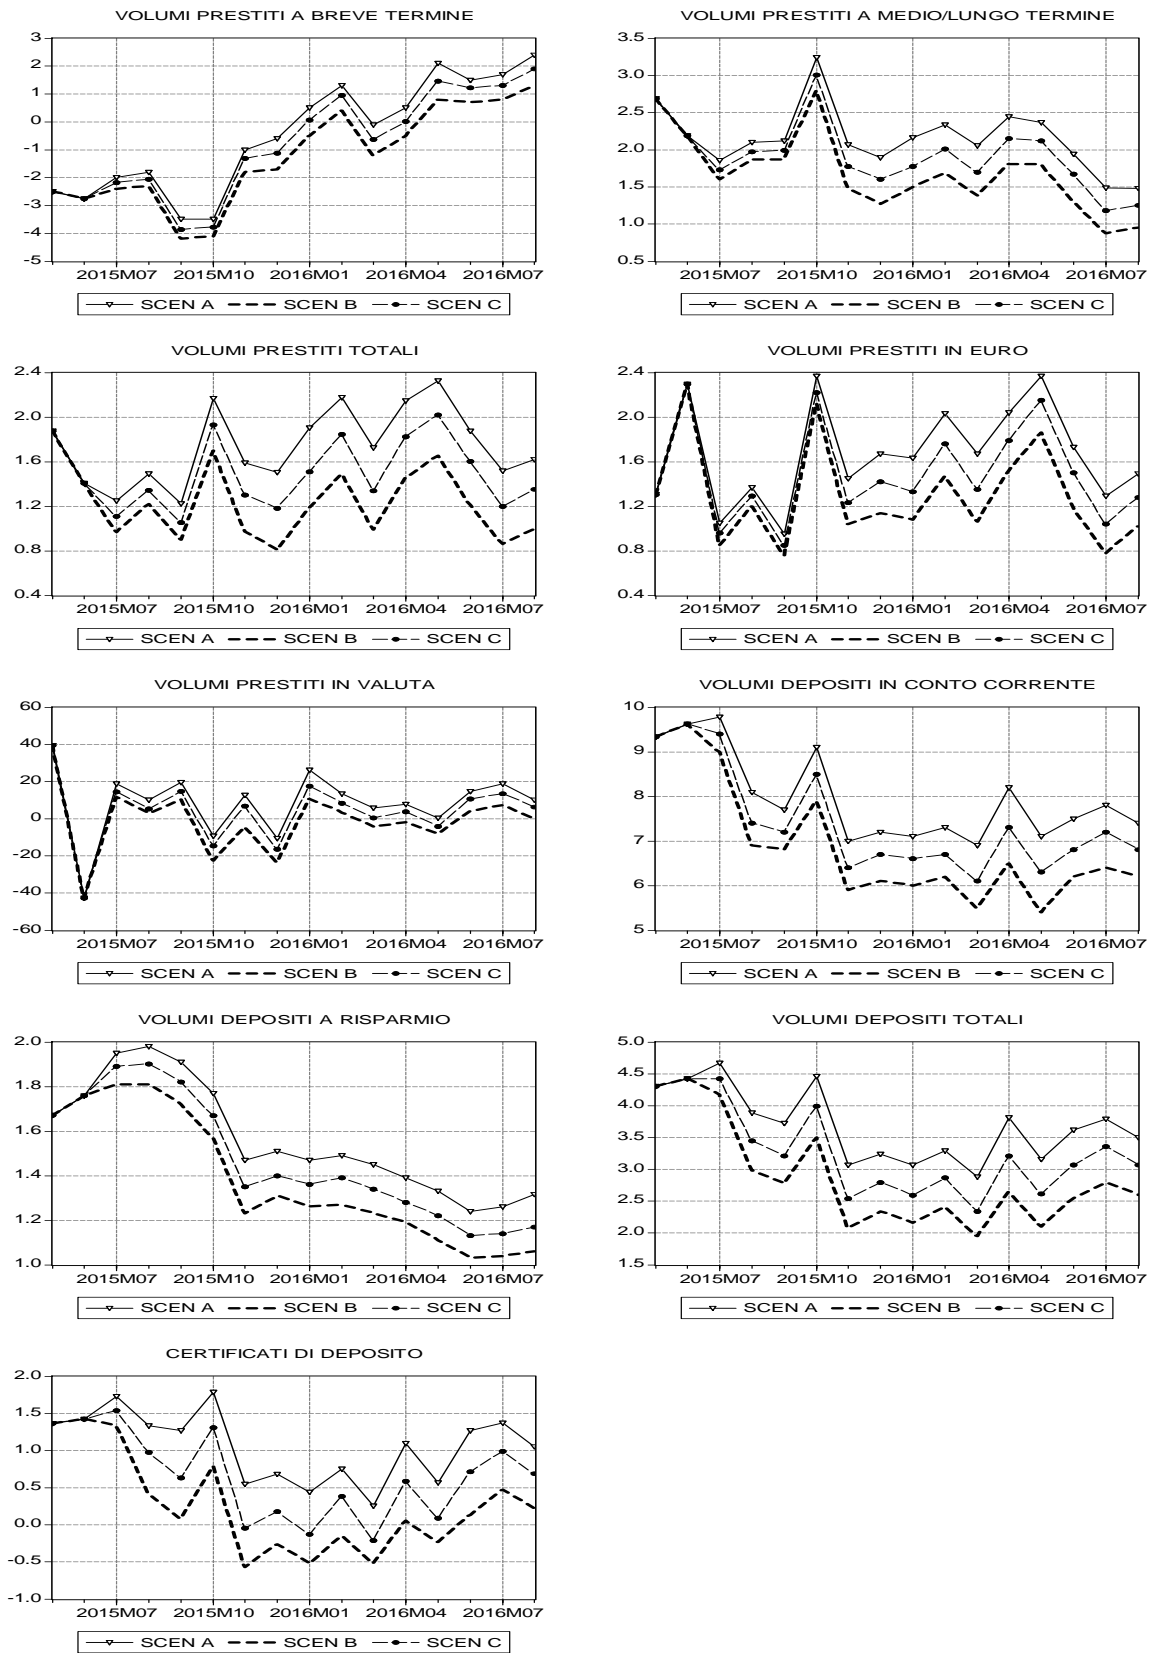 VOLUMI PRESTITI A BREVE TERMINE
3
2
1
0
-1
-2
-3
-4
-5
2015M07 2015M10 2016M01 2016M04 2016M07
SCEN A SCEN B SCEN C
VOLUMI PRESTITI A MEDIO/LUNGO TERMINE
3.5
3.0
2.5
2.0
1.5
1.0
0.5
2015M07 2015M10 2016M01 2016M04 2016M07
SCEN A SCEN B SCEN C
VOLUMI PRESTITI TOTALI
2.4
2.0
1.6
1.2
0.8
0.4
2015M07 2015M10 2016M01 2016M04 2016M07
SCEN A SCEN B SCEN C
VOLUMI PRESTITI IN EURO
2.4
2.0
1.6
1.2
0.8
0.4
2015M07 2015M10 2016M01 2016M04 2016M07
SCEN A SCEN B SCEN C
VOLUMI PRESTITI IN VALUTA
60
40
20
0
-20
-40
-60
2015M07 2015M10 2016M01 2016M04 2016M07
SCEN A SCEN B SCEN C
VOLUMI DEPOSITI IN CONTO CORRENTE
10
9
8
7
6
5
2015M07 2015M10 2016M01 2016M04 2016M07
SCEN A SCEN B SCEN C
VOLUMI DEPOSITI A RISPARMIO
2.0
1.8
1.6
1.4
1.2
1.0
2015M07 2015M10 2016M01 2016M04 2016M07
SCEN A SCEN B SCEN C
VOLUMI DEPOSITI TOTALI
5.0
4.5
4.0
3.5
3.0
2.5
2.0
1.5
2015M07 2015M10 2016M01 2016M04 2016M07
SCEN A SCEN B SCEN C
CERTIFICATI DI DEPOSITO
2.0
1.5
1.0
0.5
0.0
-0.5
-1.0
2015M07 2015M10 2016M01 2016M04 2016M07
SCEN A SCEN B SCEN C